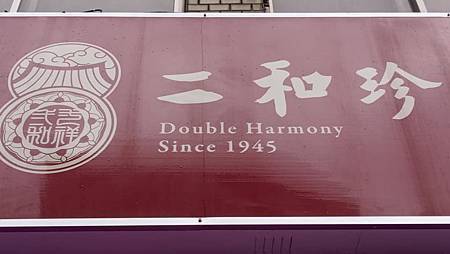 二和珍
Double Harmony
Since 1945